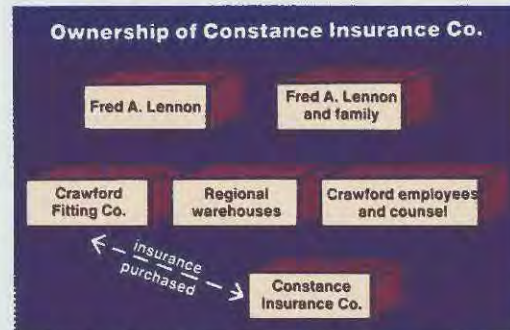 Ownership of Constance Insurance Co.
Fred A. Lennon
Fred A. Lennon
and family
Crawford
Fitting Co.
Regional
warehouses
Crawford employees
and counsel
insurance
purchased
Constance
Insurance Co.